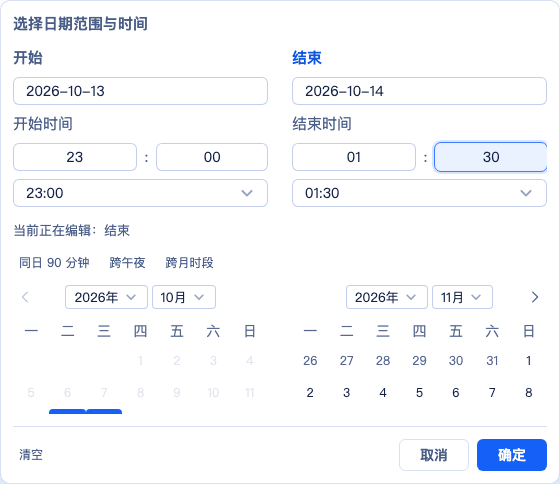 选择日期范围与时间
开始 结束
2026–10–13 2026–10–14
开始时间 结束时间
23 : 00 01 : 30
23:00 01:30
当前正在编辑：结束
同日 90 分钟 跨午夜 跨月时段
2026年 10月 2026年 11月
一 二 三 四 五 六 日 一 二 三 四 五 六 日
1 2 3 4 26 27 28 29 30 31 1
5 6 7 8 9 10 11 2 3 4 5 6 7 8
清空 取消 确定